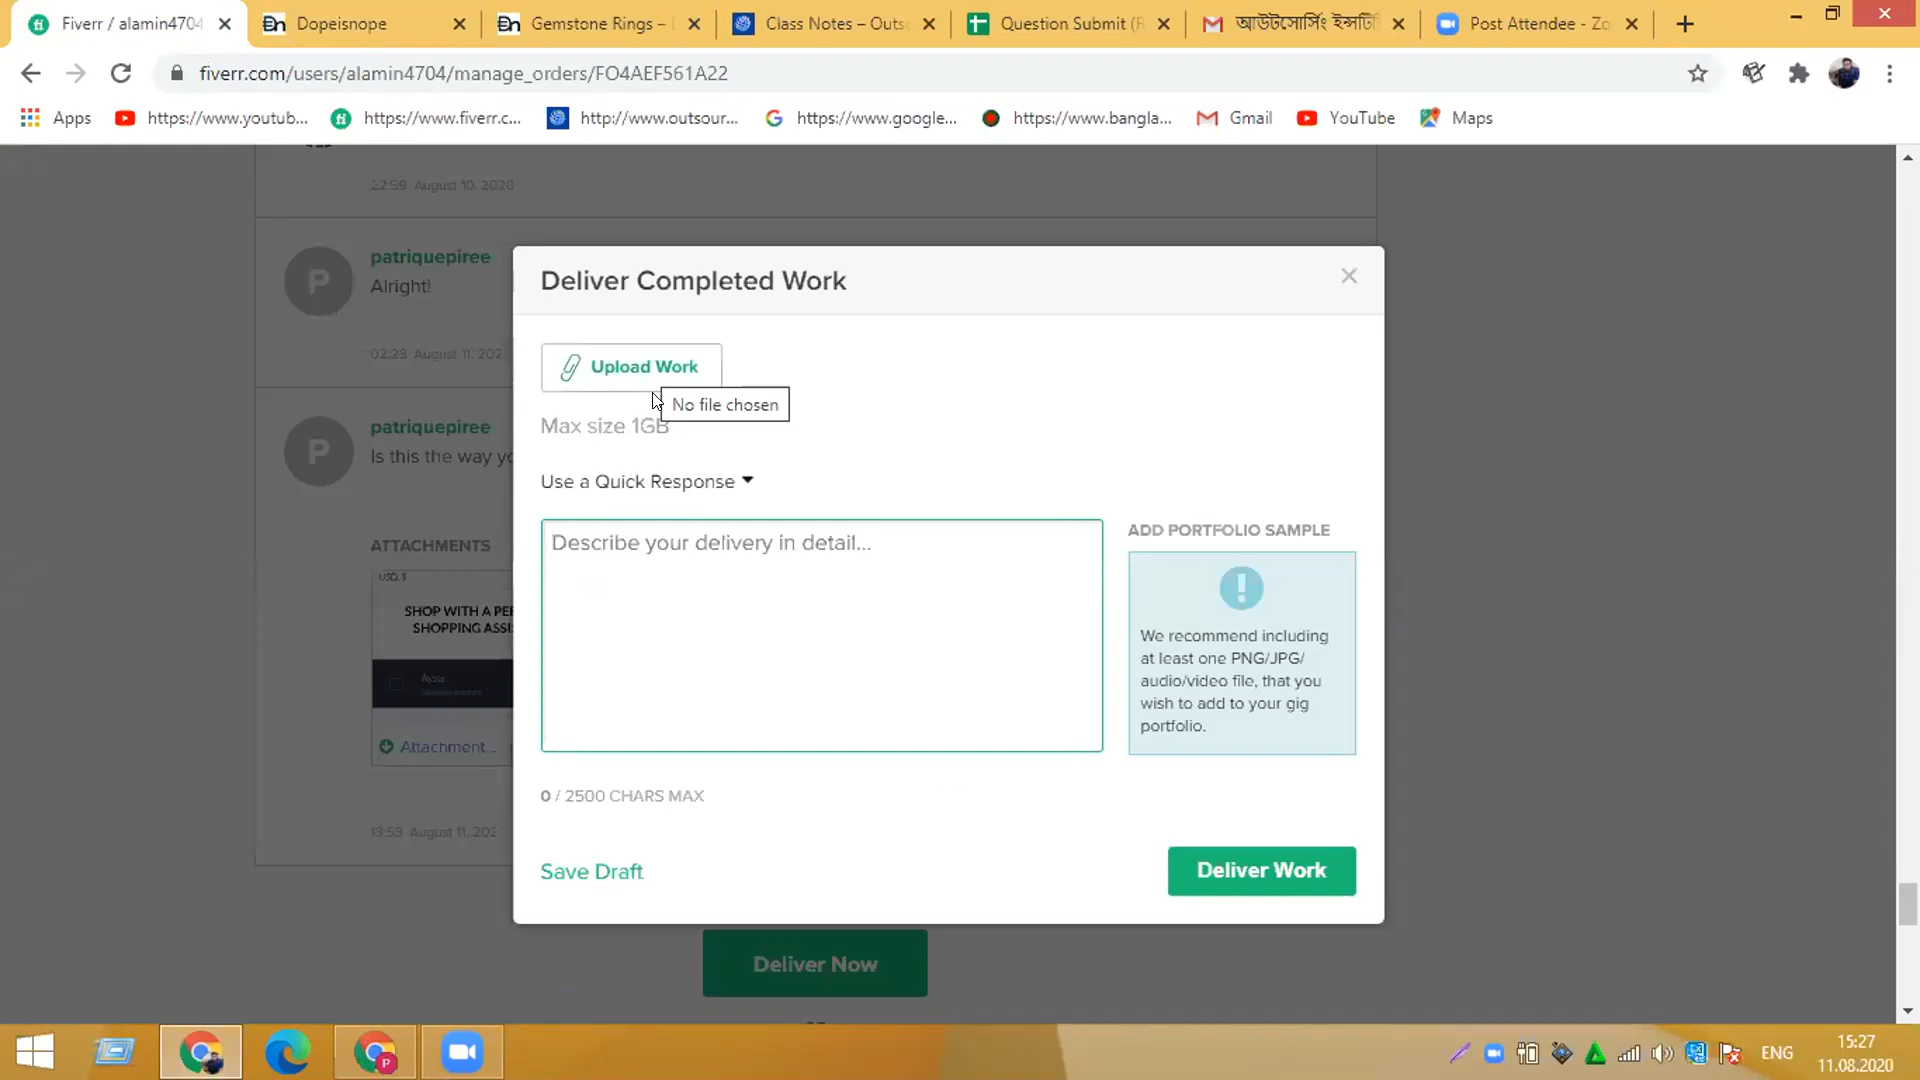 Fiverr / alamin4704
Dopeisnope
Gemstone Rings –
Class Notes – Outs
Question Submit (R
আউটসোর্সিং ইন্সটি
Post Attendee - Zo
fiverr.com/users/alamin4704/manage_orders/FO4AEF561A22
Apps
https://www.youtub...
https://www.fiverr.c...
http://www.outsour...
https://www.google...
https://www.bangla...
Gmail
YouTube
Maps
22:59 August 10, 2020
P
patriquepiree
Alright!
02:23 August 11, 202
P
patriquepiree
Is this the way yo
ATTACHMENTS
USD, $
SHOP WITH A PER
SHOPPING ASSI
Attachment...
13:53 August 11, 202
Deliver Completed Work
Upload Work
No file chosen
Max size 1GB
Use a Quick Response
Describe your delivery in detail...
ADD PORTFOLIO SAMPLE
We recommend including
at least one PNG/JPG/
audio/video file, that you
wish to add to your gig
portfolio.
0 / 2500 CHARS MAX
Save Draft
Deliver Work
Deliver Now
ENG
15:27
11.08.2020